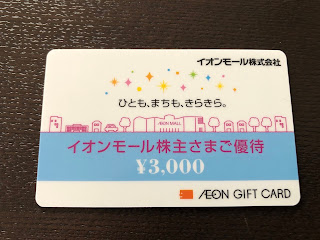 イオンモール株式会社
ひとも、まちも、きらきら。
AEON MALL
イオンモール株主さまご優待
¥3,000
AEON GIFT CARD